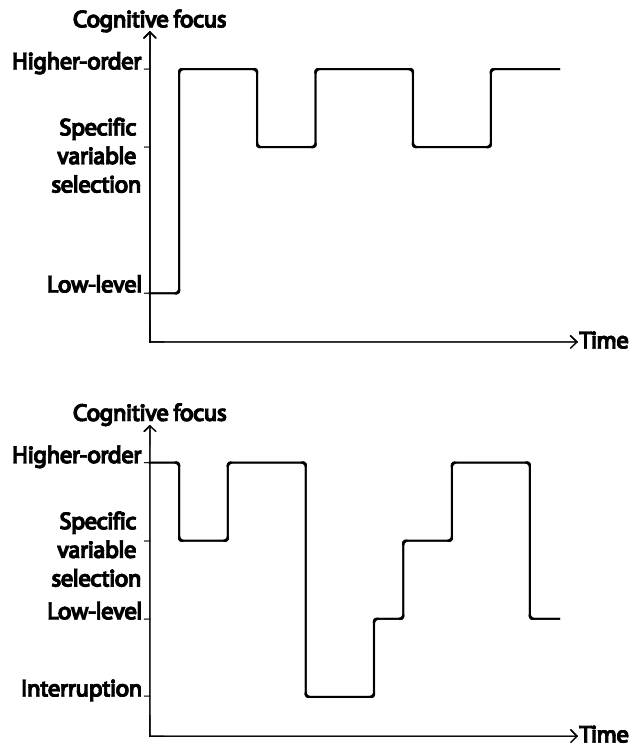 Cognitive focus
Higher-order
Specific
variable
selection
Low-level
Time
Cognitive focus
Higher-order
Specific
variable
selection
Low-level
Interruption
Time